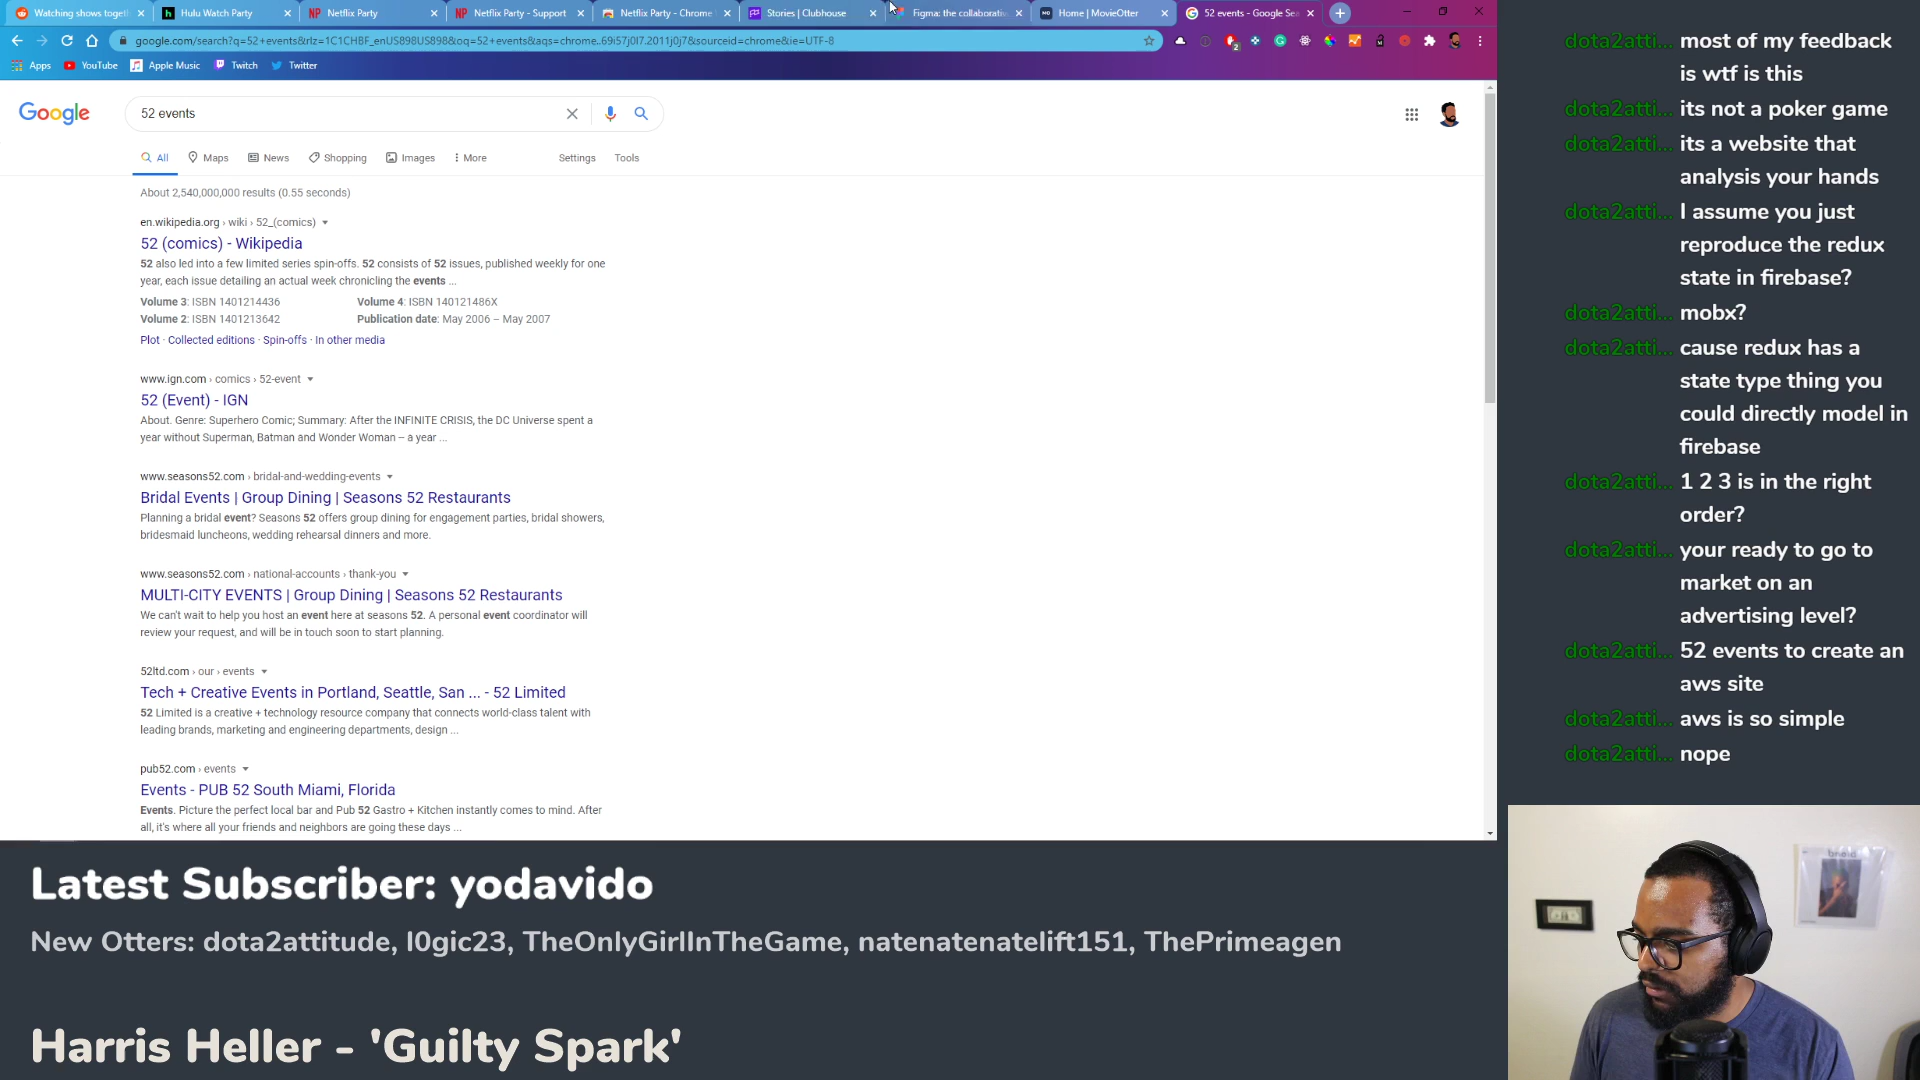 Watching shows togeth
Hulu Watch Party
Netflix Party
Netflix Party - Support
Netflix Party - Chrome
Stories | Clubhouse
Figma: the collaborativ
Home | MovieOtter
52 events - Google Sea
google.com/search?q=52+events&rlz=1C1CHBF_enUS898US898&oq=52+events&aqs=chrome..69i57j0l7.2011j0j7&sourceid=chrome&ie=UTF-8
Apps YouTube Apple Music Twitch Twitter
Google
52 events
All Maps News Shopping Images More Settings Tools
About 2,540,000,000 results (0.55 seconds)
en.wikipedia.org › wiki › 52_(comics)
52 (comics) - Wikipedia
52 also led into a few limited series spin-offs. 52 consists of 52 issues, published weekly for one
year, each issue detailing an actual week chronicling the events ...
Volume 3: ISBN 1401214436 Volume 4: ISBN 140121486X
Volume 2: ISBN 1401213642 Publication date: May 2006 – May 2007
Plot · Collected editions · Spin-offs · In other media
www.ign.com › comics › 52-event
52 (Event) - IGN
About. Genre: Superhero Comic; Summary: After the INFINITE CRISIS, the DC Universe spent a
year without Superman, Batman and Wonder Woman -- a year ...
www.seasons52.com › bridal-and-wedding-events
Bridal Events | Group Dining | Seasons 52 Restaurants
Planning a bridal event? Seasons 52 offers group dining for engagement parties, bridal showers,
bridesmaid luncheons, wedding rehearsal dinners and more.
www.seasons52.com › national-accounts › thank-you
MULTI-CITY EVENTS | Group Dining | Seasons 52 Restaurants
We can't wait to help you host an event here at seasons 52. A personal event coordinator will
review your request, and will be in touch soon to start planning.
52ltd.com › our › events
Tech + Creative Events in Portland, Seattle, San ... - 52 Limited
52 Limited is a creative + technology resource company that connects world-class talent with
leading brands, marketing and engineering departments, design ...
pub52.com › events
Events - PUB 52 South Miami, Florida
Events. Picture the perfect local bar and Pub 52 Gastro + Kitchen instantly comes to mind. After
all, it's where all your friends and neighbors are going these days ...
dota2atti... most of my feedback
is wtf is this
dota2atti... its not a poker game
dota2atti... its a website that
analysis your hands
dota2atti... I assume you just
reproduce the redux
state in firebase?
dota2atti... mobx?
dota2atti... cause redux has a
state type thing you
could directly model in
firebase
dota2atti... 1 2 3 is in the right
order?
dota2atti... your ready to go to
market on an
advertising level?
dota2atti... 52 events to create an
aws site
dota2atti... aws is so simple
dota2atti... nope
Latest Subscriber: yodavido
New Otters: dota2attitude, l0gic23, TheOnlyGirlInTheGame, natenatenatelift151, ThePrimeagen
Harris Heller - 'Guilty Spark'